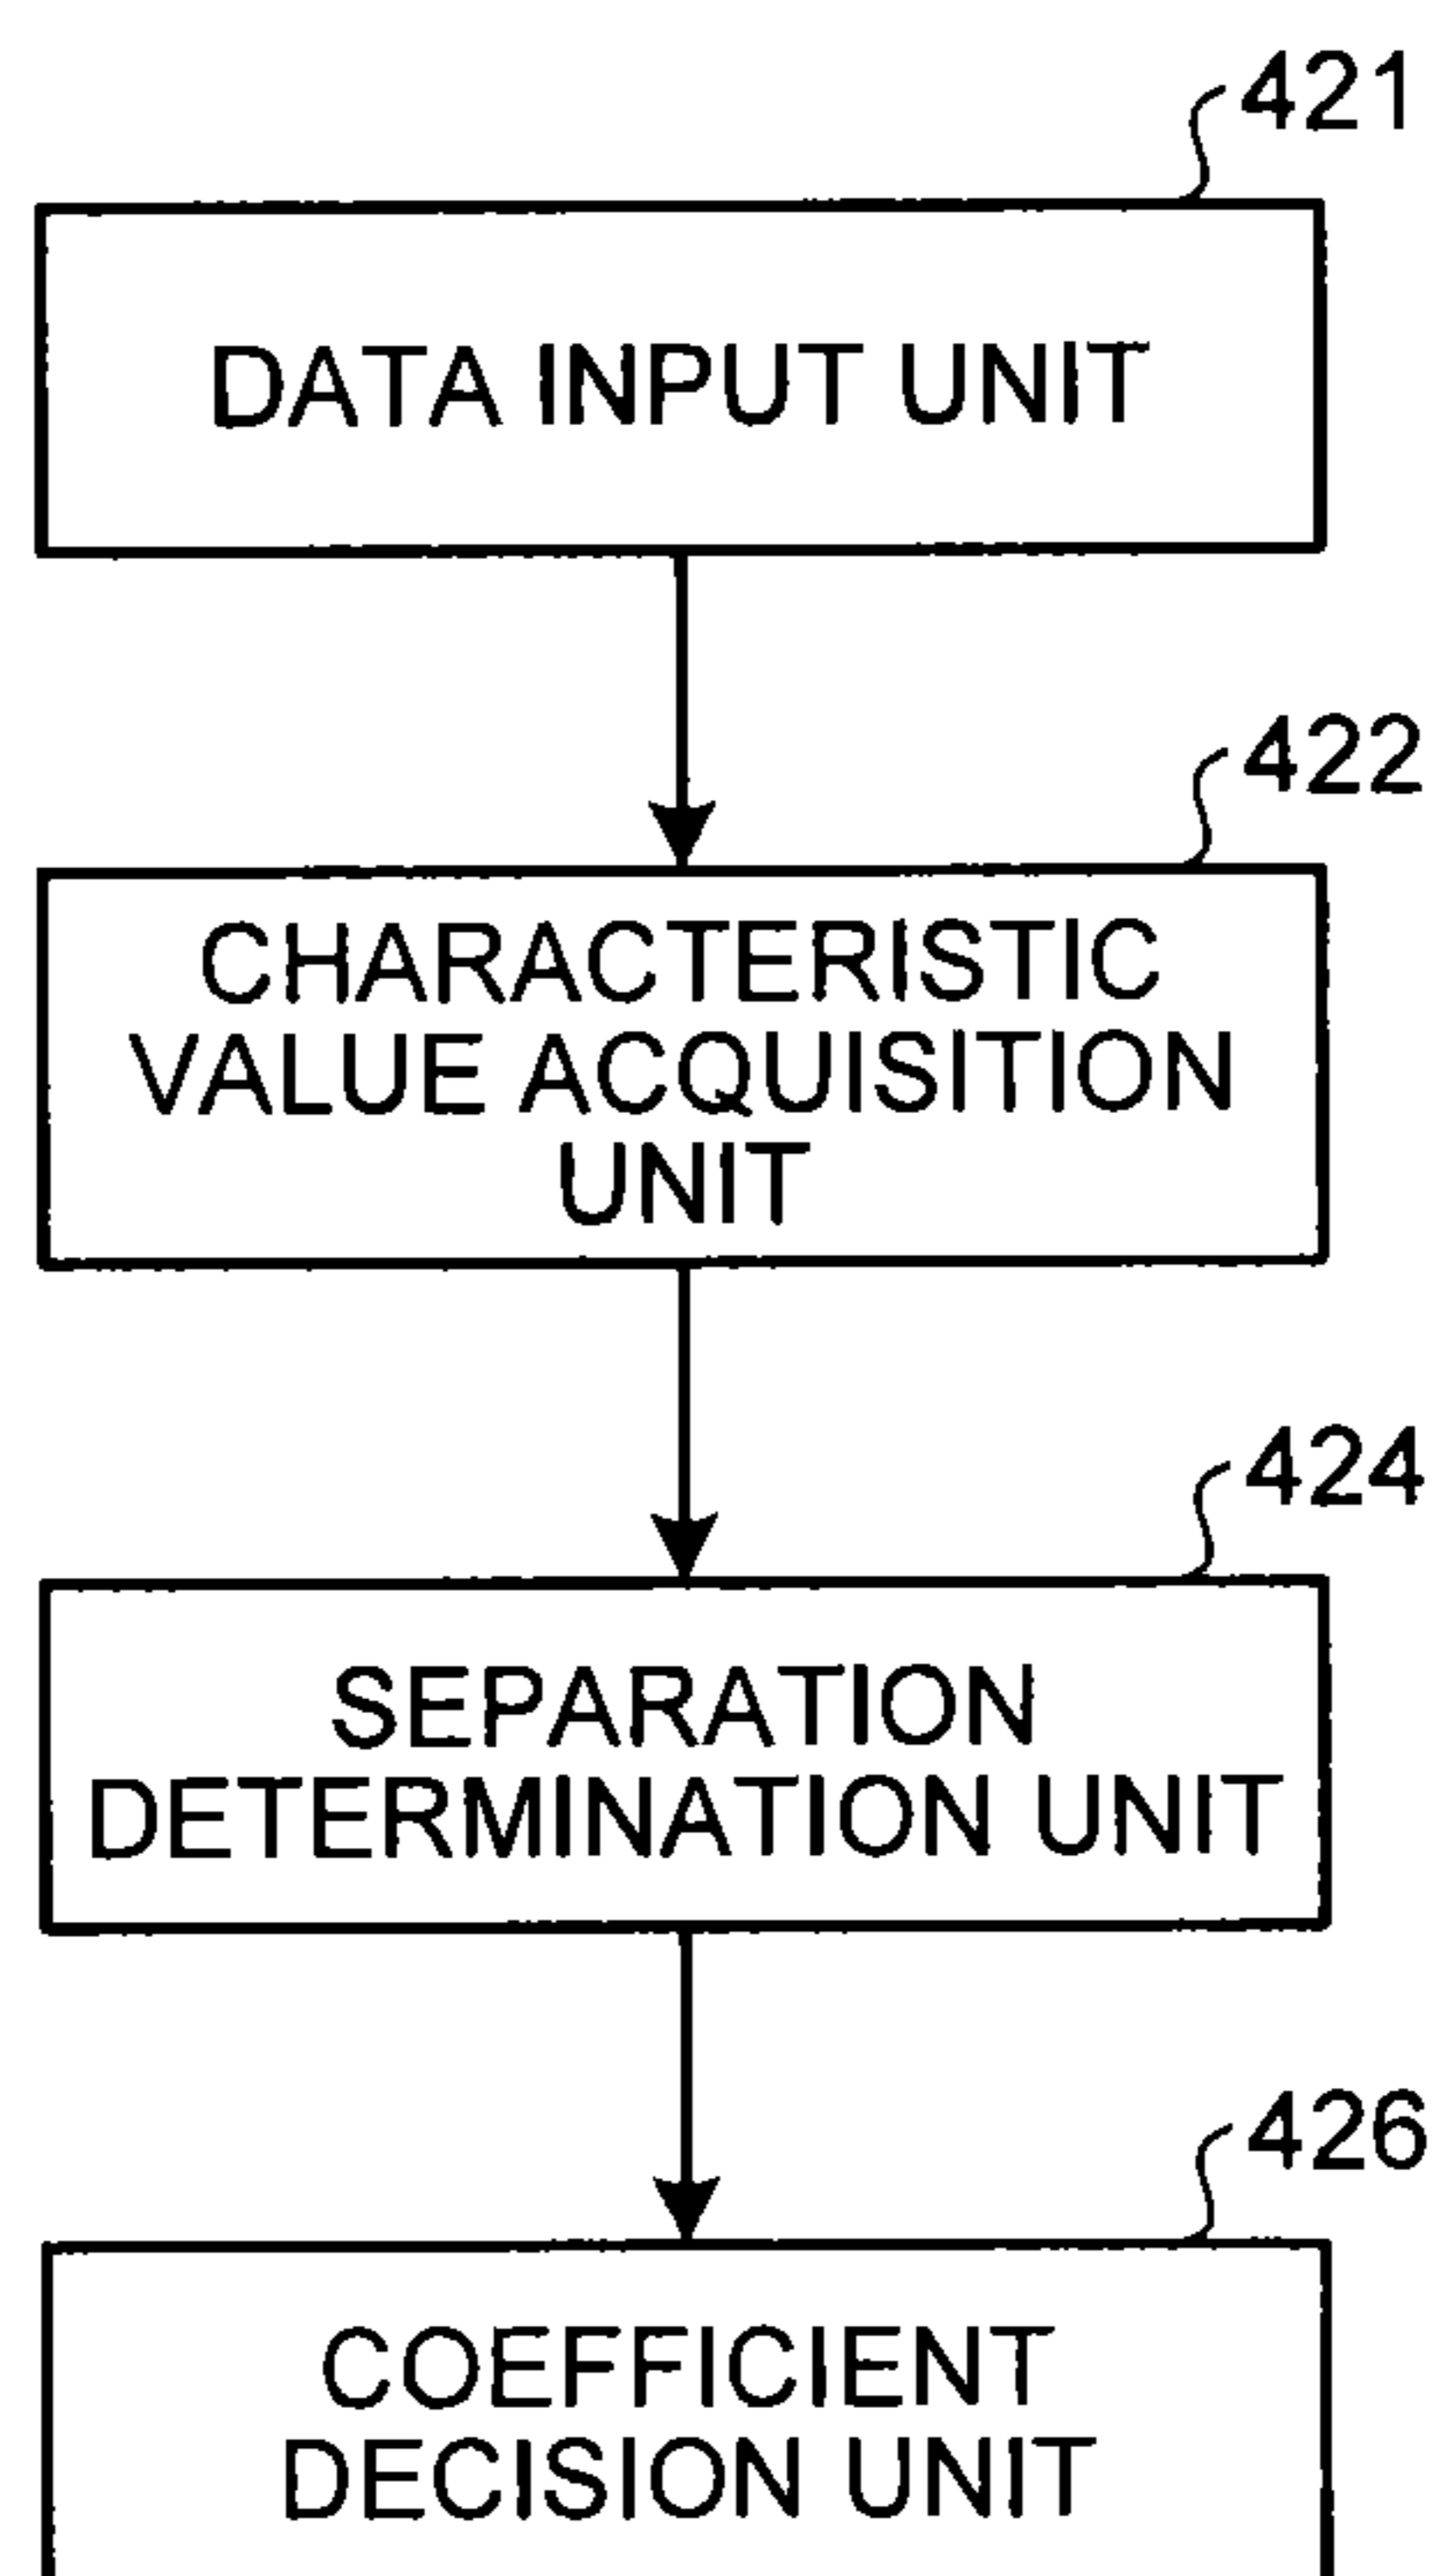 421
DATA INPUT UNIT
422
CHARACTERISTIC
VALUE ACQUISITION
UNIT
424
SEPARATION
DETERMINATION UNIT
426
COEFFICIENT
DECISION UNIT